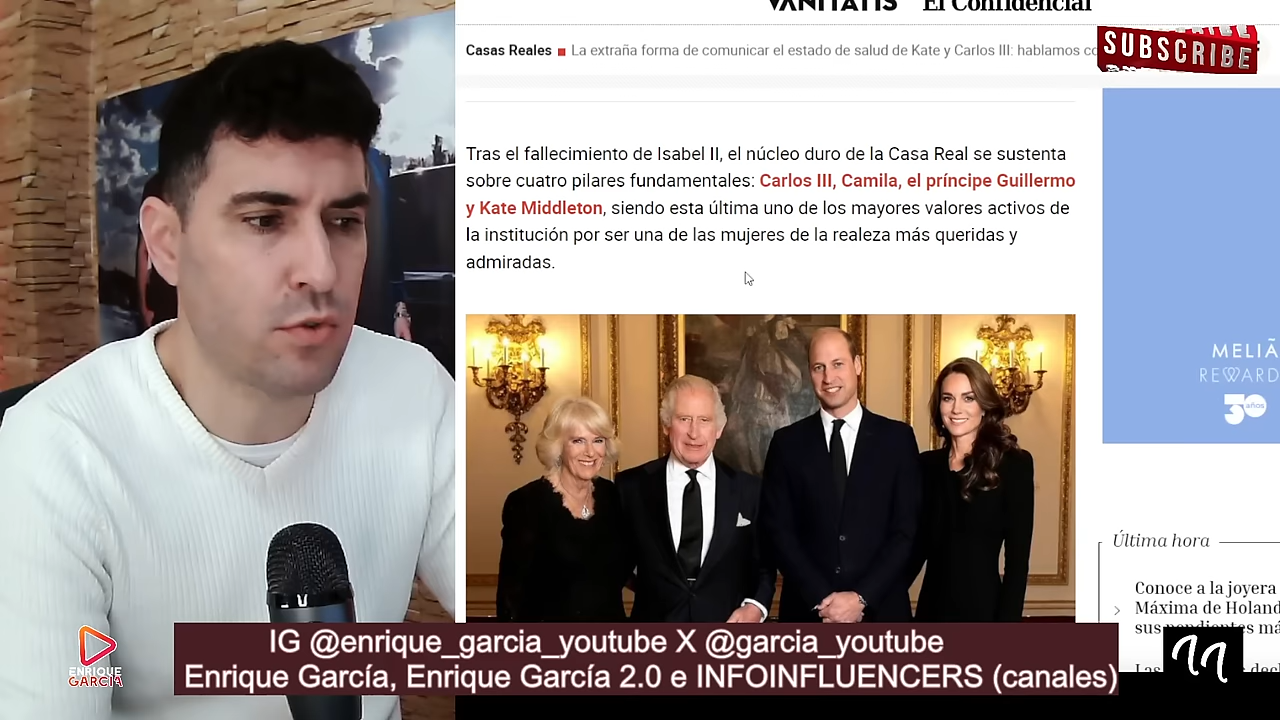 VANITATIS El Confidencial
Casas Reales La extraña forma de comunicar el estado de salud de Kate y Carlos III: hablamos co
SUBSCRIBE
Tras el fallecimiento de Isabel II, el núcleo duro de la Casa Real se sustenta
sobre cuatro pilares fundamentales: Carlos III, Camila, el príncipe Guillermo
y Kate Middleton, siendo esta última uno de los mayores valores activos de
la institución por ser una de las mujeres de la realeza más queridas y
admiradas.
MELIÁ
REWARD
30 años
Última hora
Conoce a la joyera
Máxima de Holand
sus pendientes má
Las
IG @enrique_garcia_youtube X @garcia_youtube
Enrique García, Enrique García 2.0 e INFOINFLUENCERS (canales)
ENRIQUE
GARCÍA